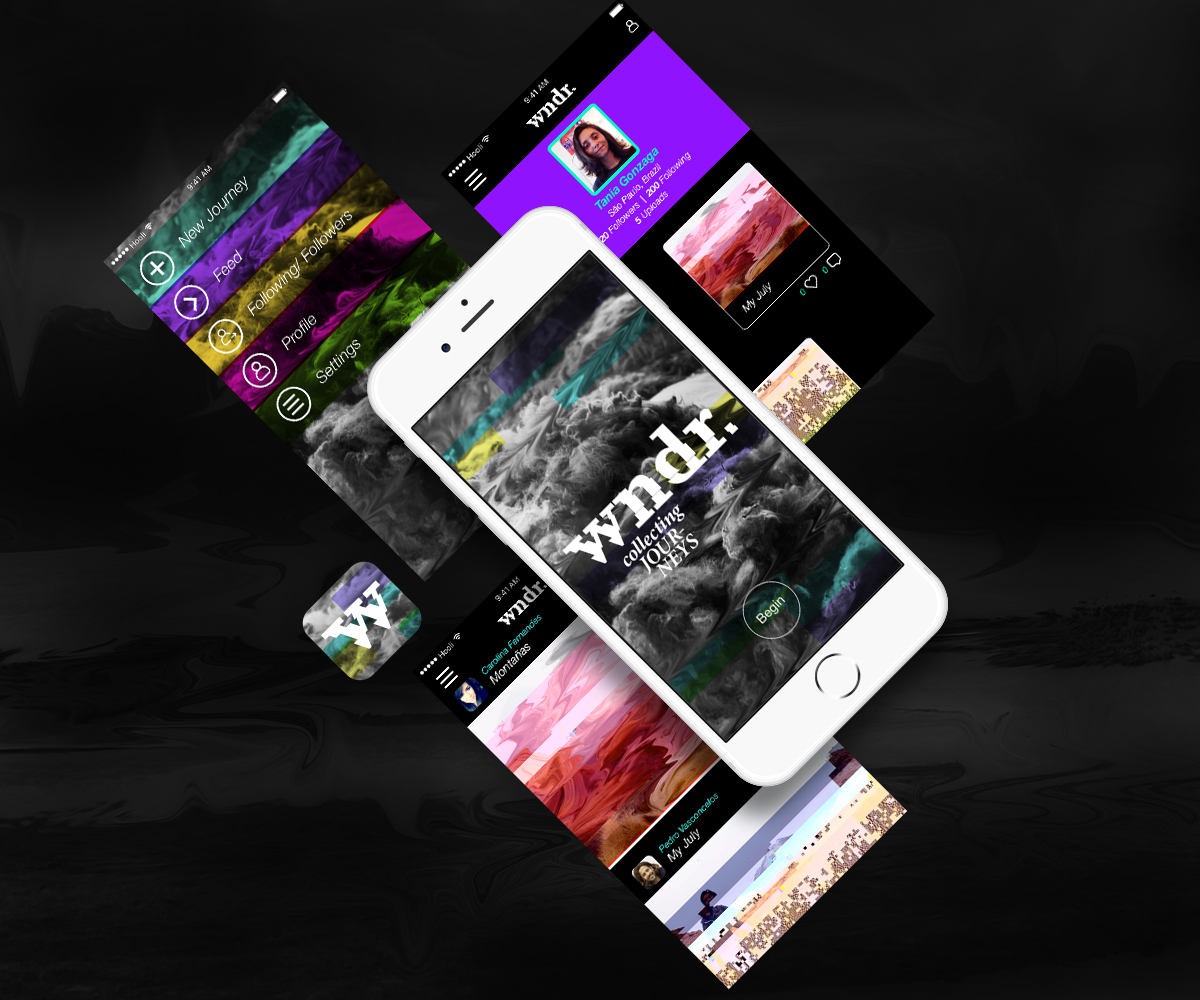 Hooli 9:41 AM
New Journey
Feed
Following/ Followers
Profile
Settings
Hooli 9:41 AM
wndr.
Tania Gonzaga
São Paulo, Brazil
20 Followers | 200 Following
5 Uploads
My July
0 0
wndr.
collecting
JOUR-
NEYS
Begin
w
Hooli 9:41 AM
wndr.
Carolina Fernendas
Montañas
Pedro Vasconcelos
My July